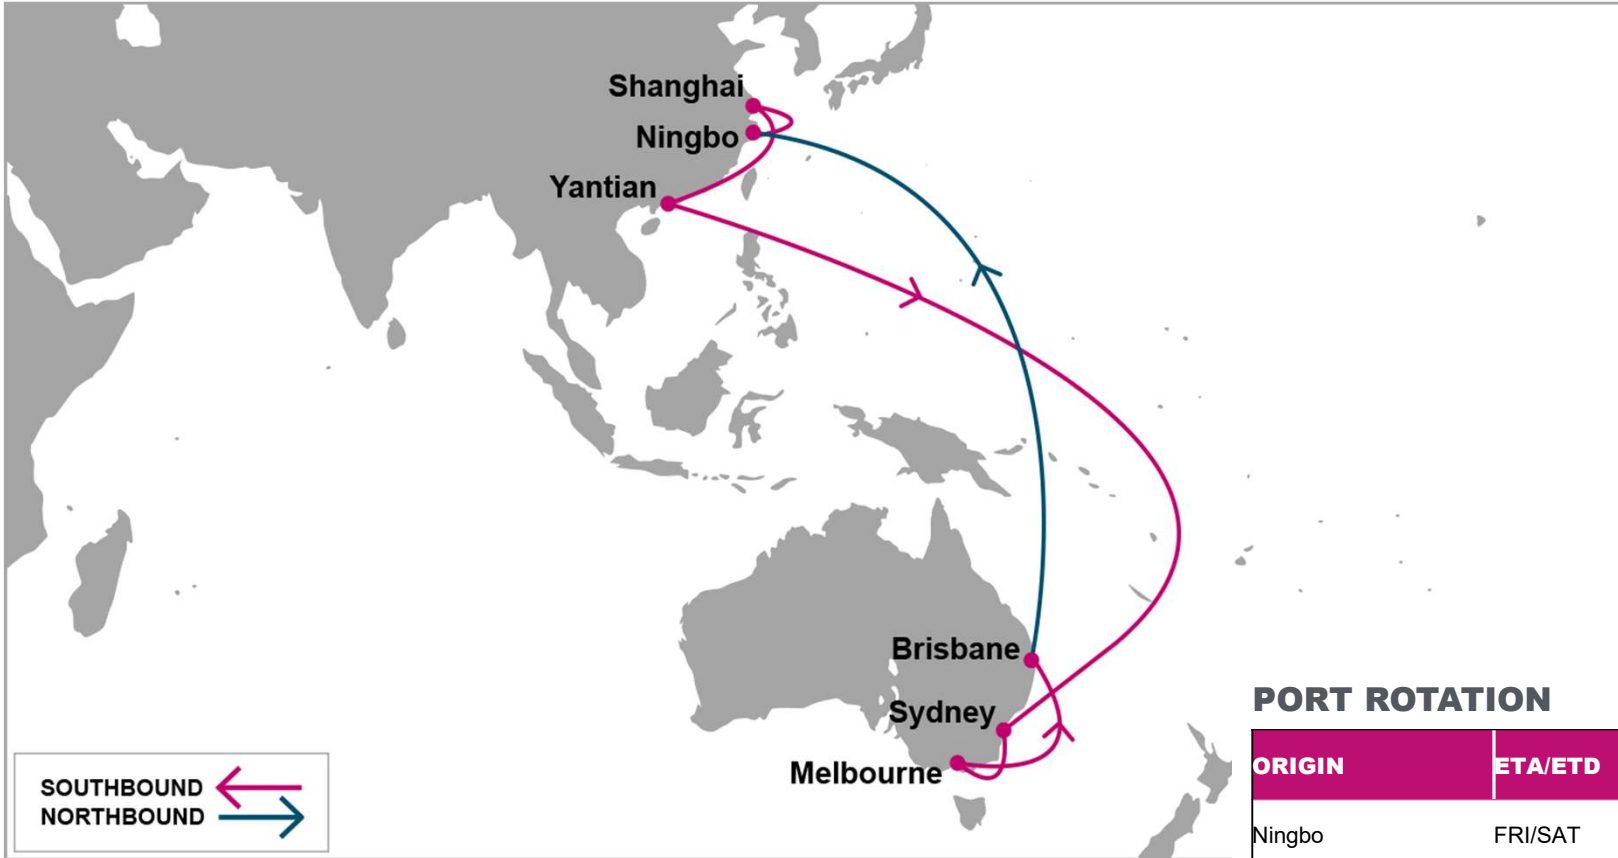 Shanghai
Ningbo
Yantian
Brisbane
Sydney
Melbourne
SOUTHBOUND
NORTHBOUND
PORT ROTATION
ORIGIN ETA/ETD
Ningbo FRI/SAT